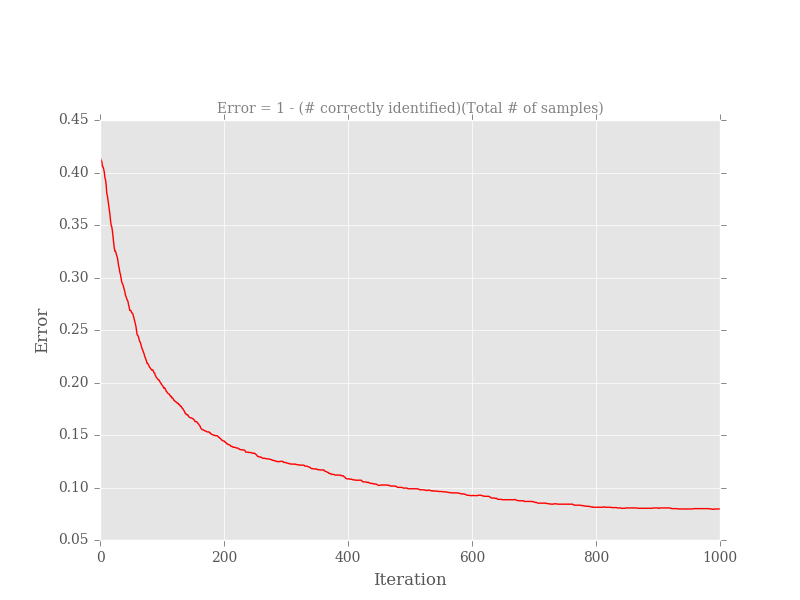 Error = 1 - (# correctly identified)(Total # of samples)
0.45
0.40
0.35
0.30
0.25
0.20
0.15
0.10
0.05
Error
0 200 400 600 800 1000
Iteration